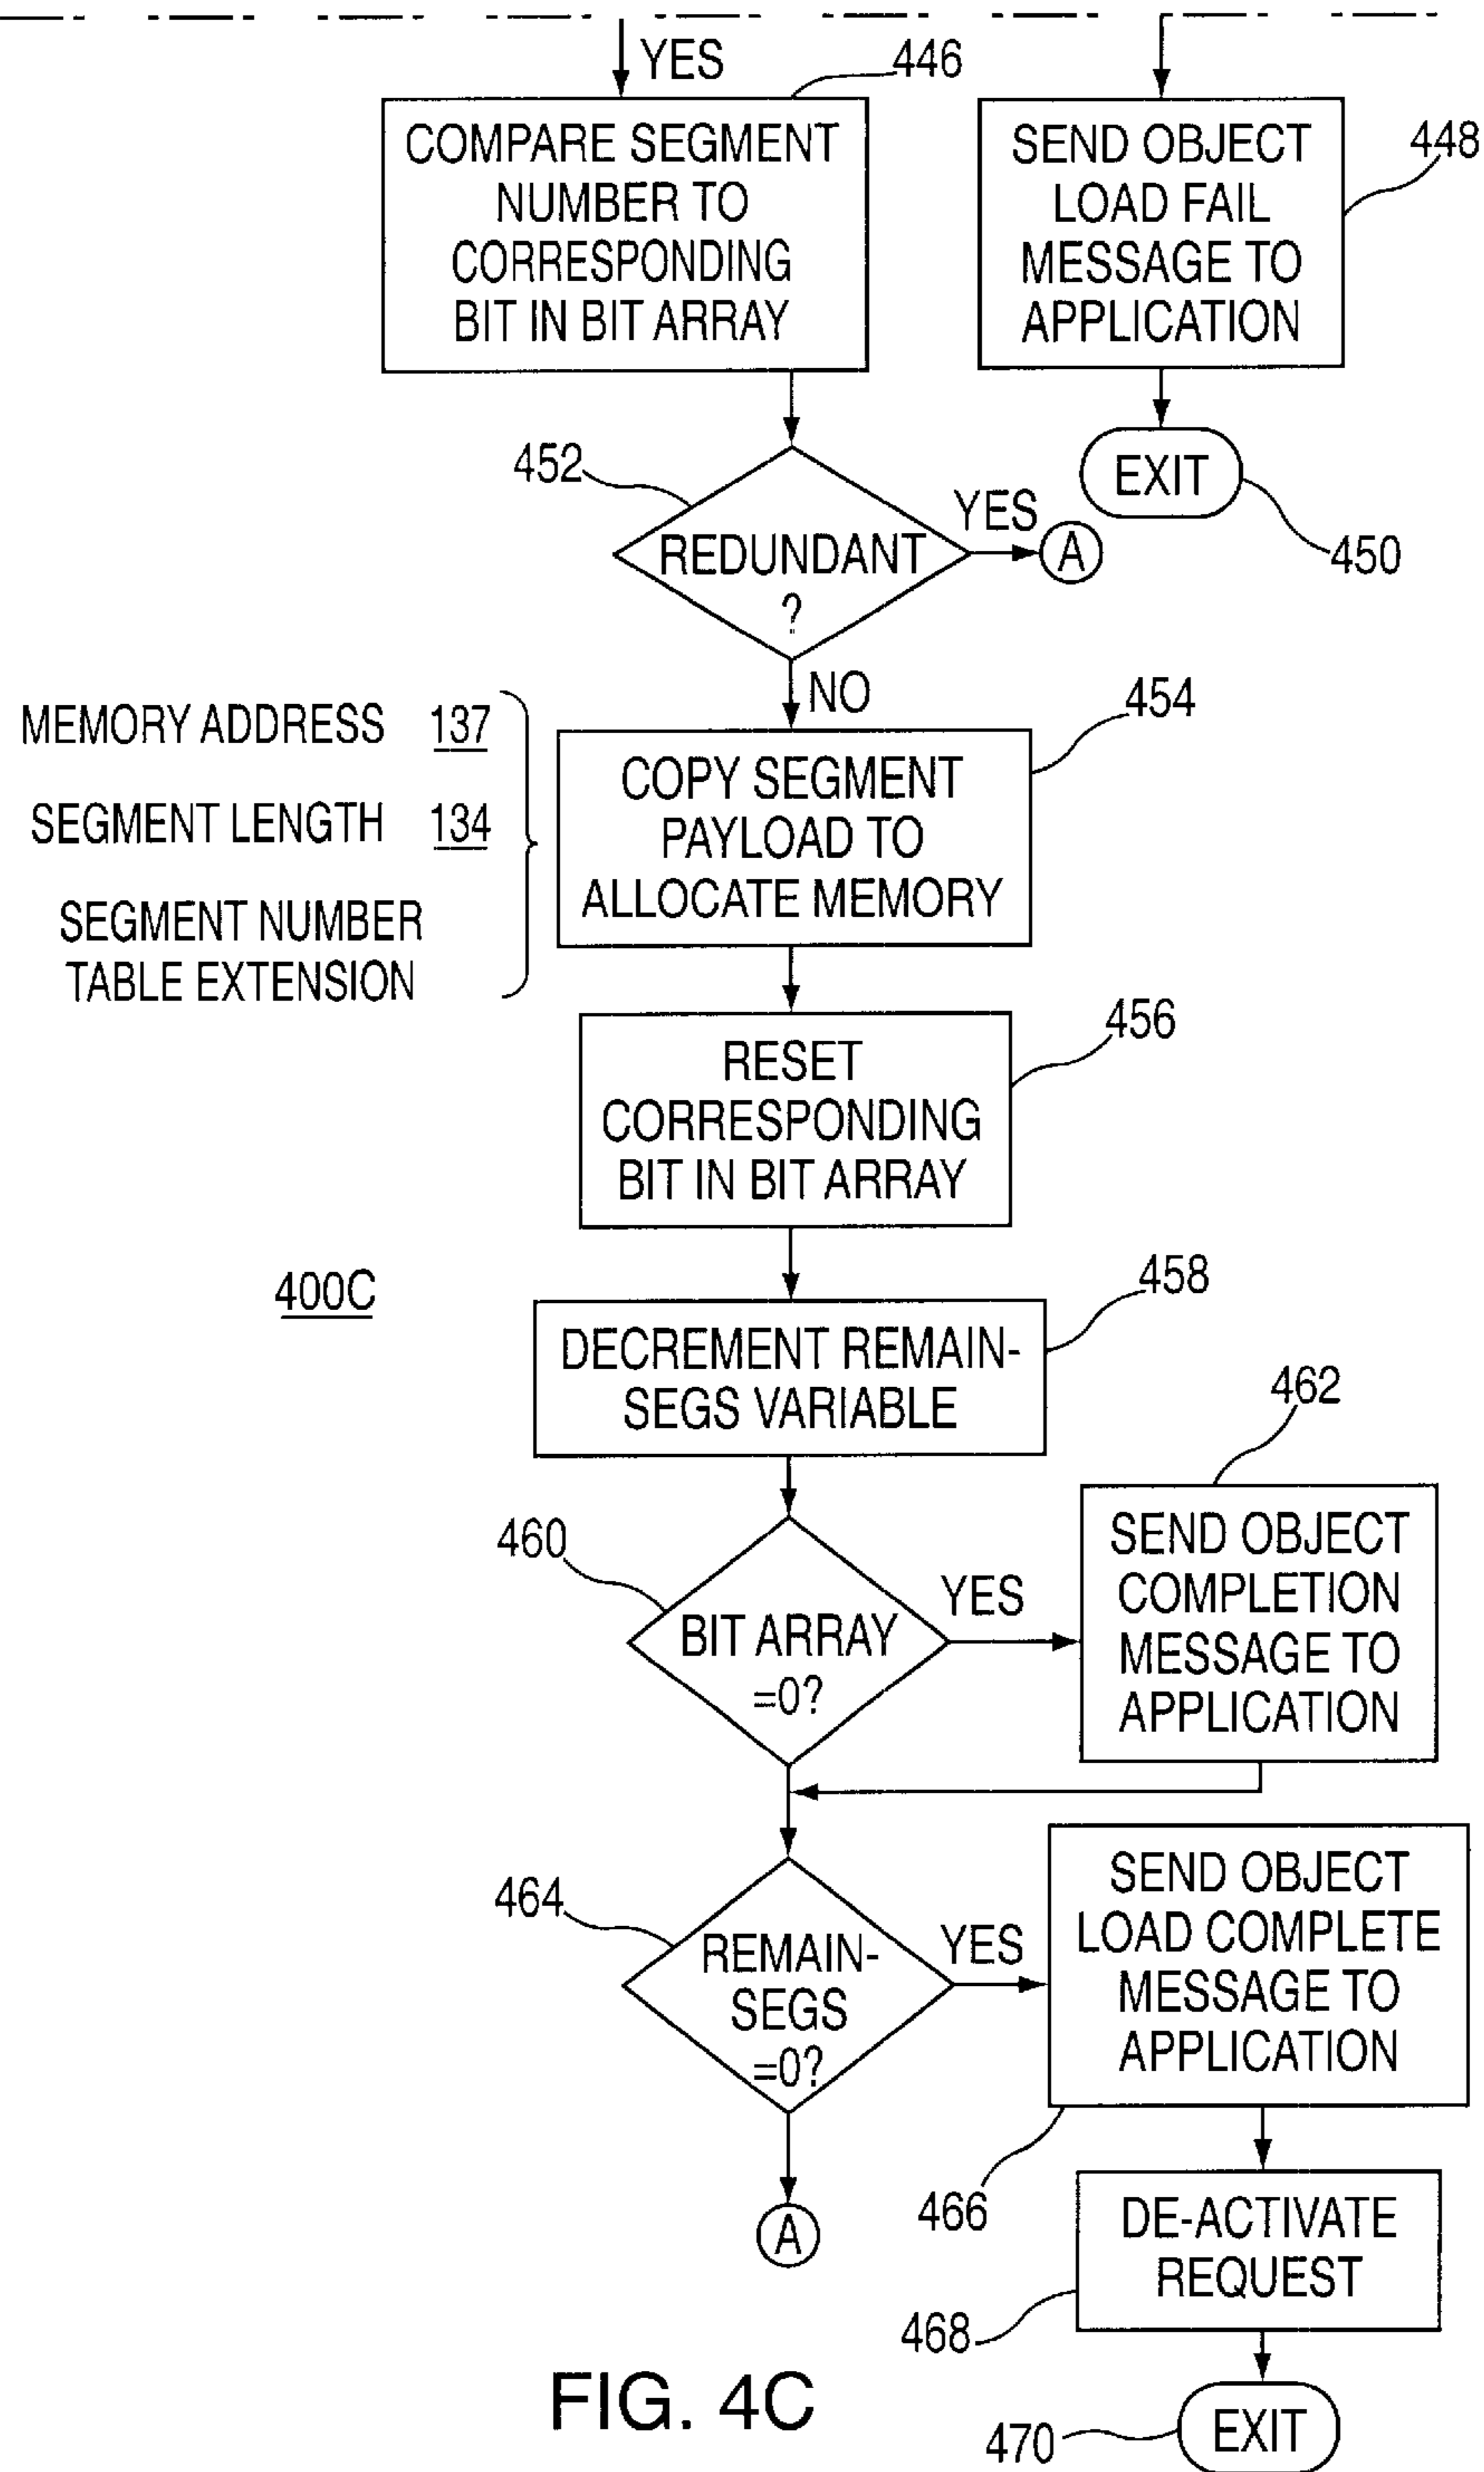 YES
446
COMPARE SEGMENT
NUMBER TO
CORRESPONDING
BIT IN BIT ARRAY
SEND OBJECT
LOAD FAIL
MESSAGE TO
APPLICATION
448
EXIT
450
452
REDUNDANT
?
YES
A
NO
MEMORY ADDRESS 137
SEGMENT LENGTH 134
SEGMENT NUMBER
TABLE EXTENSION
454
COPY SEGMENT
PAYLOAD TO
ALLOCATE MEMORY
456
RESET
CORRESPONDING
BIT IN BIT ARRAY
400C
458
DECREMENT REMAIN-
SEGS VARIABLE
460
BIT ARRAY
=0?
YES
462
SEND OBJECT
COMPLETION
MESSAGE TO
APPLICATION
464
REMAIN-
SEGS
=0?
YES
SEND OBJECT
LOAD COMPLETE
MESSAGE TO
APPLICATION
466
A
DE-ACTIVATE
REQUEST
468
EXIT
470
FIG. 4C